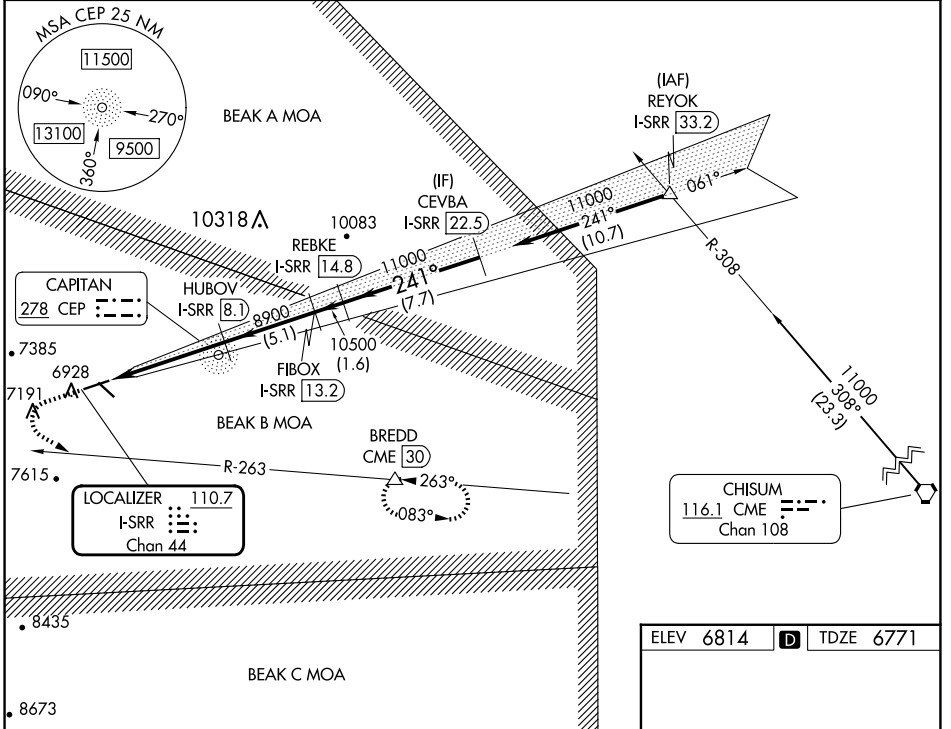 MSA CEP 25 NM
11500
090°
270°
13100
9500
360°
BEAK A MOA
(IAF)
REYOK
I-SRR 33.2
061°
11000
241°
(10.7)
(IF)
CEVBA
I-SRR 22.5
10318
10083
REBKE
I-SRR 14.8
11000
241°
(7.7)
R-308
CAPITAN
278 CEP
HUBOV
I-SRR 8.1
8900
(5.1)
10500
(1.6)
FIBOX
I-SRR 13.2
7385
6928
7191
11000
308°
(23.3)
BEAK B MOA
BREDD
CME 30
R-263
263°
083°
7615
LOCALIZER 110.7
I-SRR
Chan 44
CHISUM
116.1 CME
Chan 108
8435
BEAK C MOA
8673
ELEV 6814 D TDZE 6771